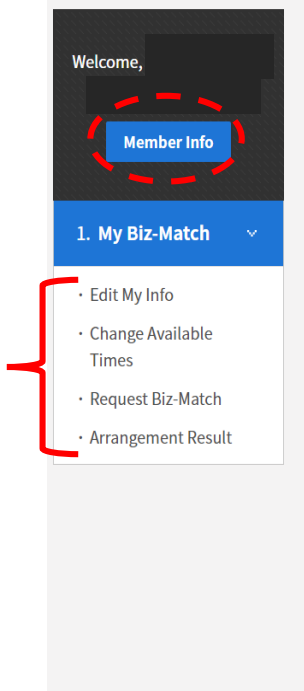 Welcome,
Member Info
1. My Biz-Match
· Edit My Info
· Change Available
Times
· Request Biz-Match
· Arrangement Result